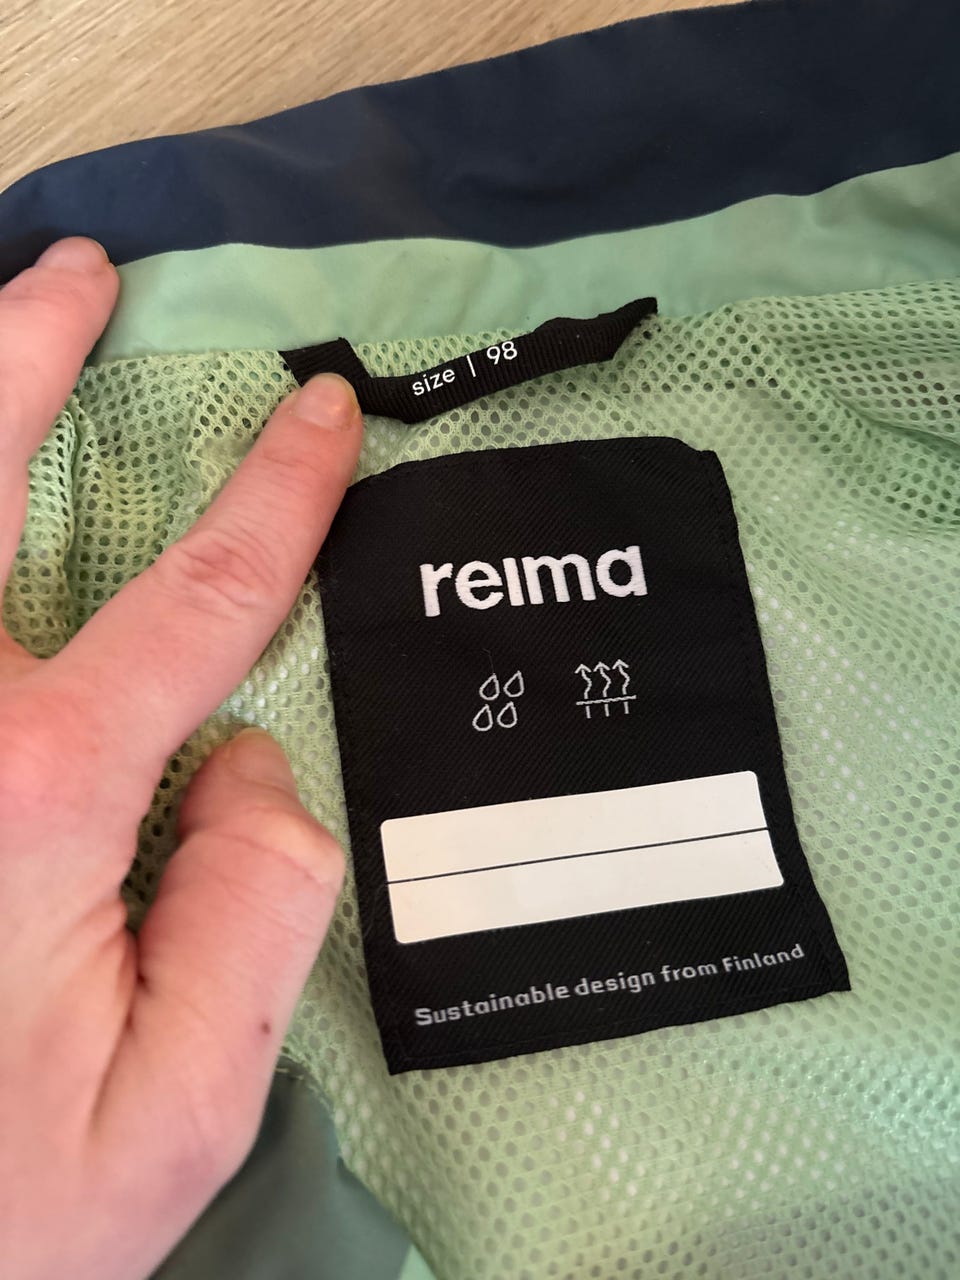 size | 98
reima
Sustainable design from Finland